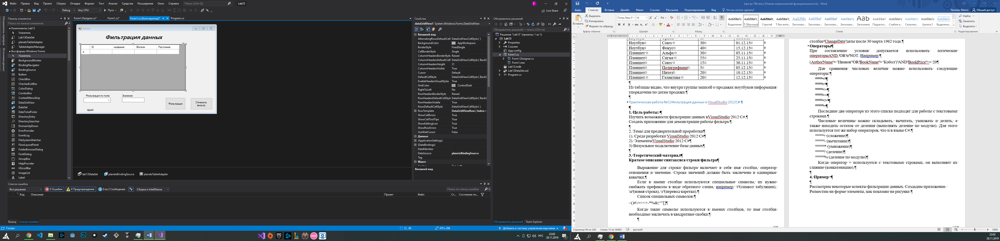 Файл Правка Вид Проект Сборка Отладка Формат Тест Анализ Средства Расширения Окно Справка Поиск (Ctrl+Q) Lab13
Debug Any CPU Пуск Live Share
Панель элементов
Поиск по панели элементов
Компоненты Lab13
Указатель
Lab13DataSet
planetsTableAdapter
TableAdapterManager
Все формы Windows Forms
Указатель
BackgroundWorker
BindingNavigator
BindingSource
Button
CheckBox
CheckedListBox
ColorDialog
ComboBox
ContextMenuStrip
DataGridView
DataSet
DateTimePicker
DirectoryEntry
DirectorySearcher
DomainUpDown
ErrorProvider
EventLog
FileSystemWatcher
FlowLayoutPanel
FolderBrowserDialog
FontDialog
GroupBox
HelpProvider
HScrollBar
ImageList
Label
Form1.Designer.cs* Form1.cs* Form1.cs [Конструктор]* Program.cs
Form1
Фильтрация данных
ID название Жители Растояние
Фильтрация по полю Значение
Фильтрация
Отменить
фильтр
label4
lab13DataSet planetsBindingSource planetsTableAdapter
Свойства
dataGridView1 System.Windows.Forms.DataGridView
Внешний вид
AlternatingRowsDefaultCellS DataGridViewCellStyle { }
BackgroundColor AppWorkspace
BorderStyle FixedSingle
CellBorderStyle Single
ColumnHeadersBorderStyle Raised
ColumnHeadersDefaultCellS DataGridViewCellStyle { BackC
ColumnHeadersHeight 21
ColumnHeadersVisible True
Cursor Default
DefaultCellStyle DataGridViewCellStyle { BackC
EnableHeadersVisualStyles True
GridColor ControlDark
RightToLeft No
RowHeadersBorderStyle Raised
RowHeadersDefaultCellStyle DataGridViewCellStyle { BackC
RowHeadersVisible True
RowsDefaultCellStyle DataGridViewCellStyle { }
RowTemplate DataGridViewRow { Index=-
ShowCellErrors True
ShowCellToolTips True
ShowEditingIcon True
ShowRowErrors True
UseWaitCursor False
Данные
(ApplicationSettings)
(DataBindings)
DataMember
DataSource planetsBindingSource
Tag
Макет
Внешний вид
Обозреватель решений
Обозреватель решений — поиск (Ctrl+ж)
Решение "Lab13" (проекты: 1 из 1)
Lab13
Properties
Ссылки
App.config
Form1.cs
Form1.Designer.cs
Form1.resx
Lab13.mdb
Lab13DataSet.xsd
Program.cs
Обозреватель решений Team Explorer
Список ошибок
Все решение 0 Ошибки 0 Предупреждения 0 из 2 Сообщения Сборка и IntelliSense Поиск по списку ошибок
Код Описание Проект Файл Ст... Состояние по...
Вывод Список ошибок
Готово 12 , 60 470 x 206 Добавить в систему управления версиями
РУС 22:02
28.11.2019
trpo-pr-70h.docx [Режим ограниченной функциональности] - Word
Файл Главная Вставка Дизайн Макет Ссылки Рассылки Рецензирование Вид Что вы хотите сделать? Yaroslav Manin Общий доступ
Вставить Вырезать
Копировать
Формат по образцу
Times New R 14
Выделение Обычный Строгий Без инте... Заголово... Заголово... Заголово... Заголово... Заголово... Заголовок Подзагол... Слабое в... Сильное... Цитата 2 Выделенн...
Найти
Заменить
Выделить
Буфер обмена Шрифт Абзац Стили Редактирование
Ноутбук Союз 30 01.12.15
Ноутбук Фокус 40 15.12.15
Планшет Альфа 30 05.11.15
Планшет Сигма 55 25.11.15
Планшет Союз 15 30.11.15
Планшет Полиграфмаш 5 05.12.15
Планшет Интел 20 10.12.15
Планшет Галактика 20 12.12.15
Из таблицы видно, что внутри группы записей о продажах ноутбуков информация
упорядочена по датам продажи.¶
Практическая работа №13Фильтрация данных в VisualStudio 2012C# ¶
1. Цель работы: ¶
Изучить возможности фильтрации данных вVisualStudio 2012 C#.¶
Создать приложение для демонстрации работы фильтра.¶
2. Темы для предварительной проработки¶
1). Среда разработки VisualStudio 2012 C#¶
2). ЭлементыVisualStudio 2012 C#¶
3) Визуальное подключение базы данных¶
3. Теоретический материал¶
Краткое описание синтаксиса строки фильтра¶
Выражение для строки фильтра включает в себя имя столбца, оператор
отношения и значение. Строка значений должна быть заключена в одинарные
кавычки.¶
Если в имени столбца используются специальные символы, их нужно
снабжать префиксом в виде обратного слеша, например: \t (символ табуляции),
\n (новая строка), \r (перевод каретки).¶
Список специальных символов:¶
~()#\/=><+-*%&|^'"[]¶
Когда такие символы используются в именах столбцов, то имя столбца
необходимо заключать в квадратные скобки.¶
столбце ChangeDate даты после 30 марта 1962 года.¶
Операторы¶
При составлении условия допускается использовать логические
операторыAND, OR и NOT. Например:¶
(AuthorName = 'Иванов' OR BookName = 'Кобол') AND BookPrice >= 20¶
Для сравнения числовых величин можно использовать следующие
операторы:¶
< ¶
> ¶
<=¶
>=¶
<> ¶
=¶
Последние два оператора из этого списка подходят для работы с текстовыми
строками.¶
Числовые величины можно складывать, вычитать, умножать и делить, а
также находить остаток от деления (выполнять деление по модулю). Для этого
используется тот же набор операторов, что и в языке C#.¶
+ (сложение)¶
- (вычитание)¶
* (умножение)¶
/ (деление)¶
% (деление по модулю)¶
Когда оператор + используется с текстовыми строками, он выполняет их
слияние (конкатенацию).¶
4. Пример ¶
Рассмотрим некоторые аспекты фильтрации данных. Создадим приложение.
Разместим на форме элементы, как показано на рисунке.¶
Страница 99 из 260 Слово 15 из 36483 русский 100%
22:02
28.11.2019